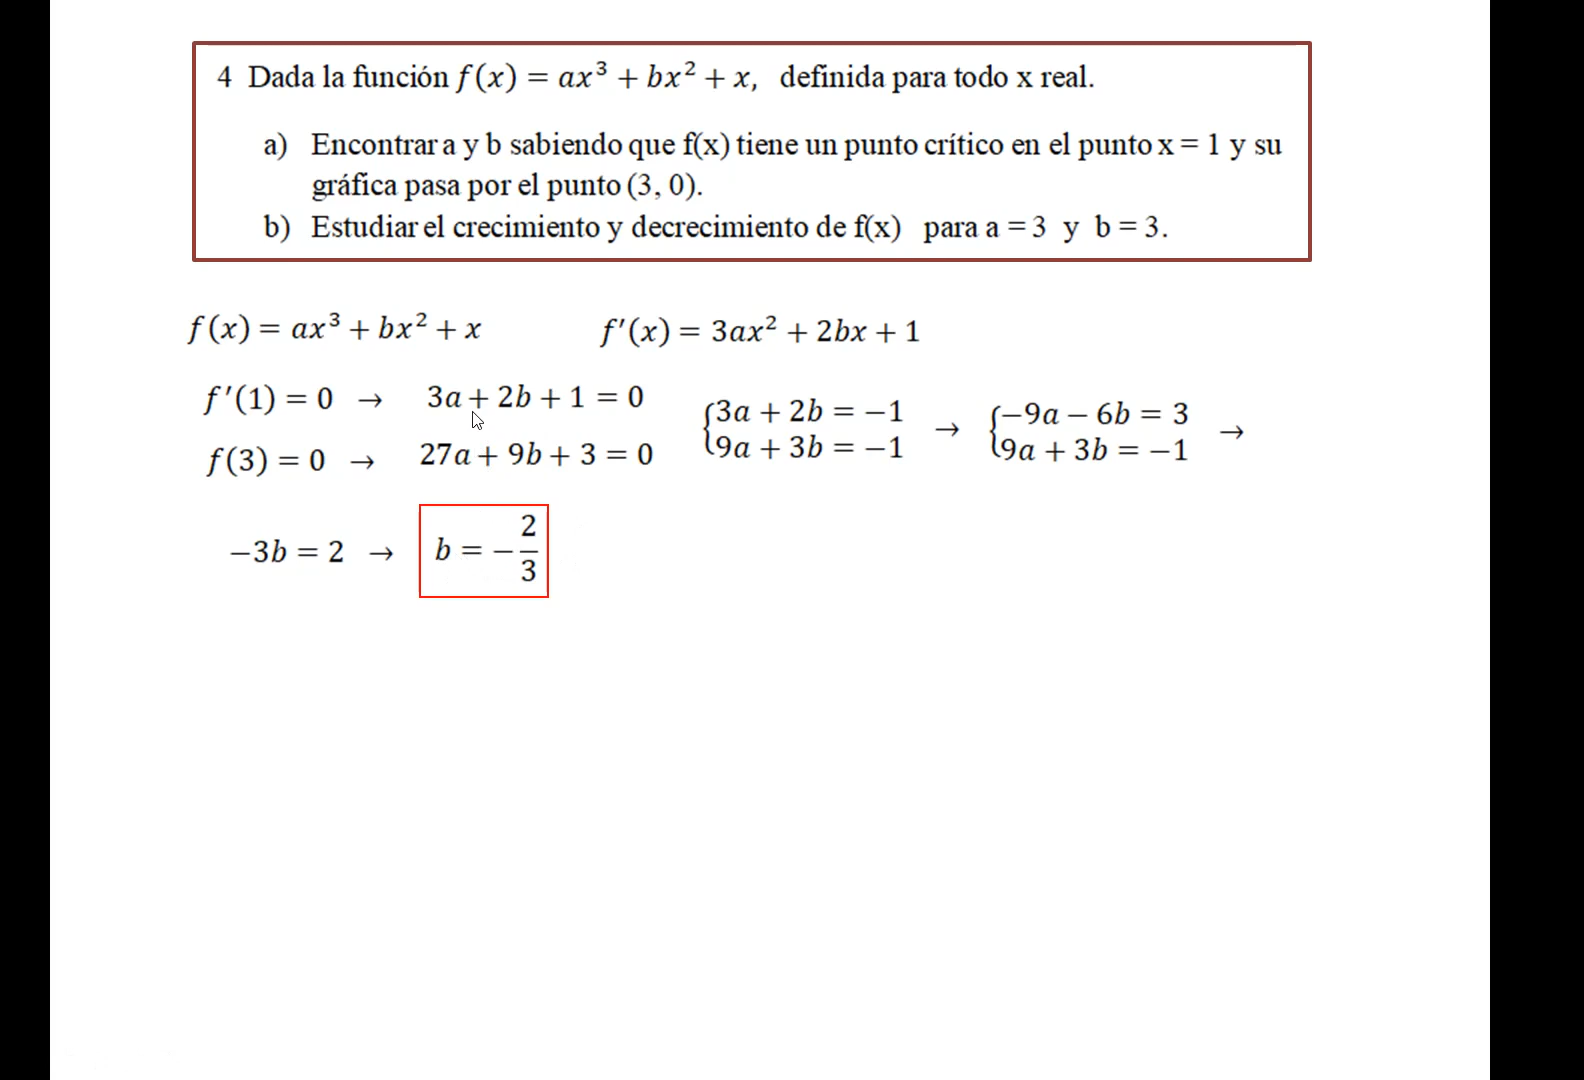 4 Dada la función f(x) = ax³ + bx² + x, definida para todo x real.
a) Encontrar a y b sabiendo que f(x) tiene un punto crítico en el punto x = 1 y su
gráfica pasa por el punto (3, 0).
b) Estudiar el crecimiento y decrecimiento de f(x) para a = 3 y b = 3.
f(x) = ax³ + bx² + x f′(x) = 3ax² + 2bx + 1
f′(1) = 0 → 3a + 2b + 1 = 0
f(3) = 0 → 27a + 9b + 3 = 0
{3a + 2b = −1
9a + 3b = −1 →
{−9a − 6b = 3
9a + 3b = −1 →
−3b = 2 → b = −2/3